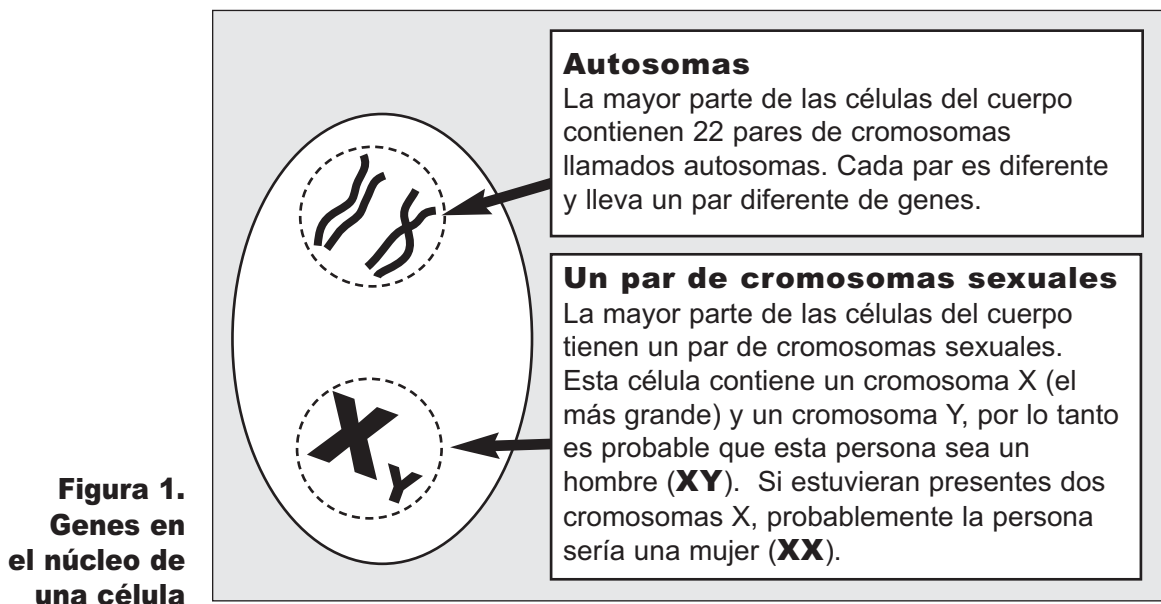 Autosomas
La mayor parte de las células del cuerpo
contienen 22 pares de cromosomas
llamados autosomas. Cada par es diferente
y lleva un par diferente de genes.
Un par de cromosomas sexuales
La mayor parte de las células del cuerpo
tienen un par de cromosomas sexuales.
Esta célula contiene un cromosoma X (el
más grande) y un cromosoma Y, por lo tanto
es probable que esta persona sea un
hombre (XY). Si estuvieran presentes dos
cromosomas X, probablemente la persona
sería una mujer (XX).
X
Y
Figura 1.
Genes en
el núcleo de
una célula